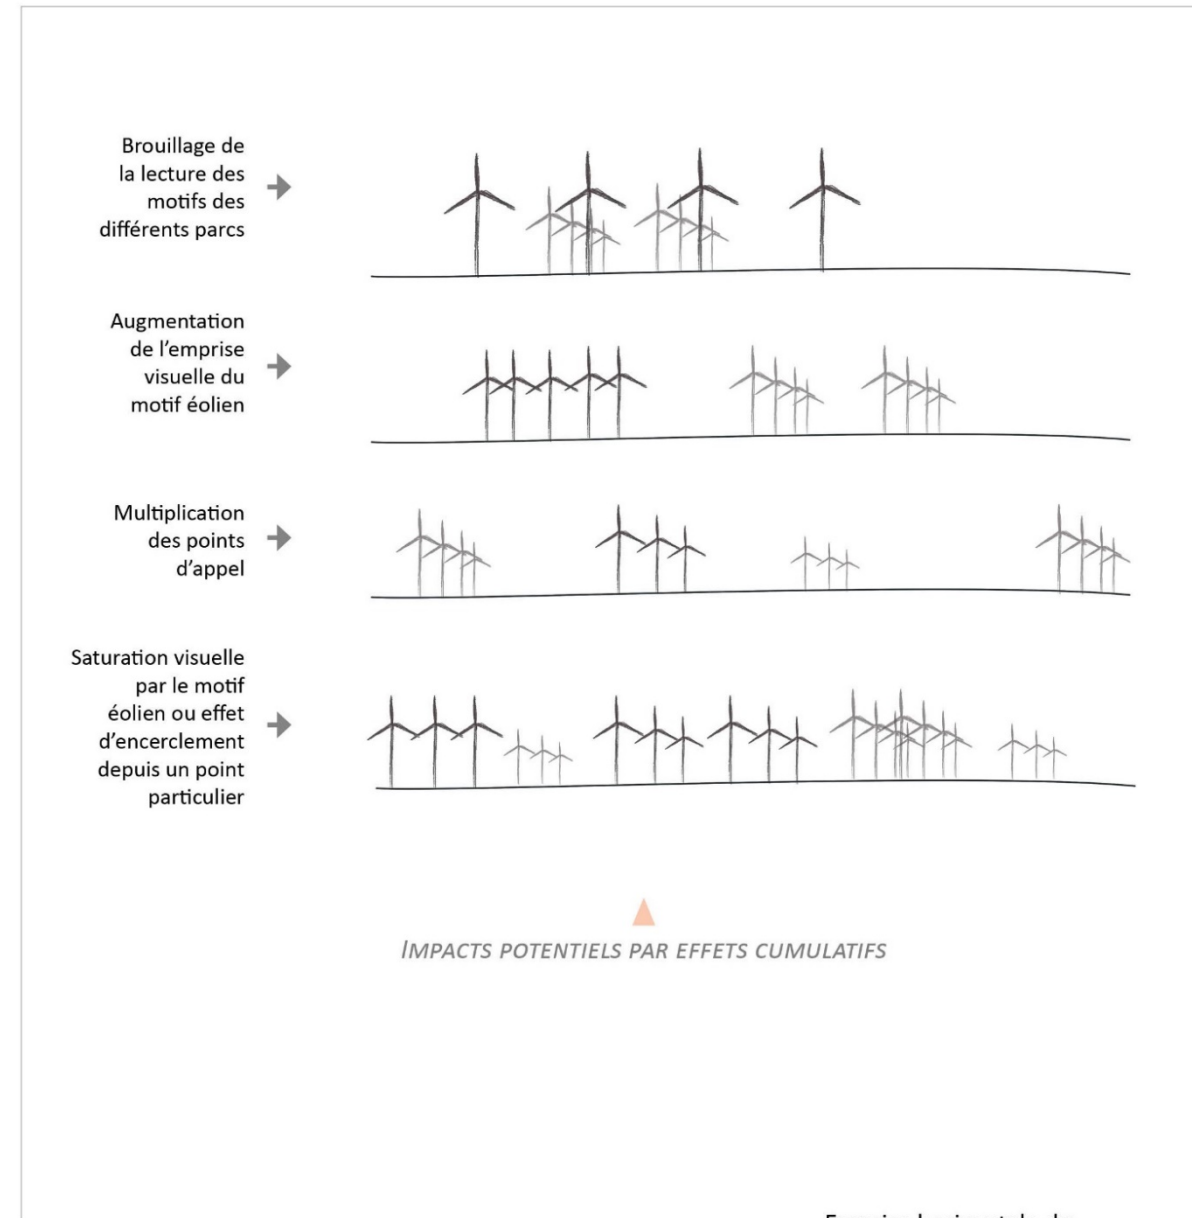 Brouillage de
la lecture des
motifs des
différents parcs
Augmentation
de l'emprise
visuelle du
motif éolien
Multiplication
des points
d'appel
Saturation visuelle
par le motif
éolien ou effet
d'encerclement
depuis un point
particulier
IMPACTS POTENTIELS PAR EFFETS CUMULATIFS